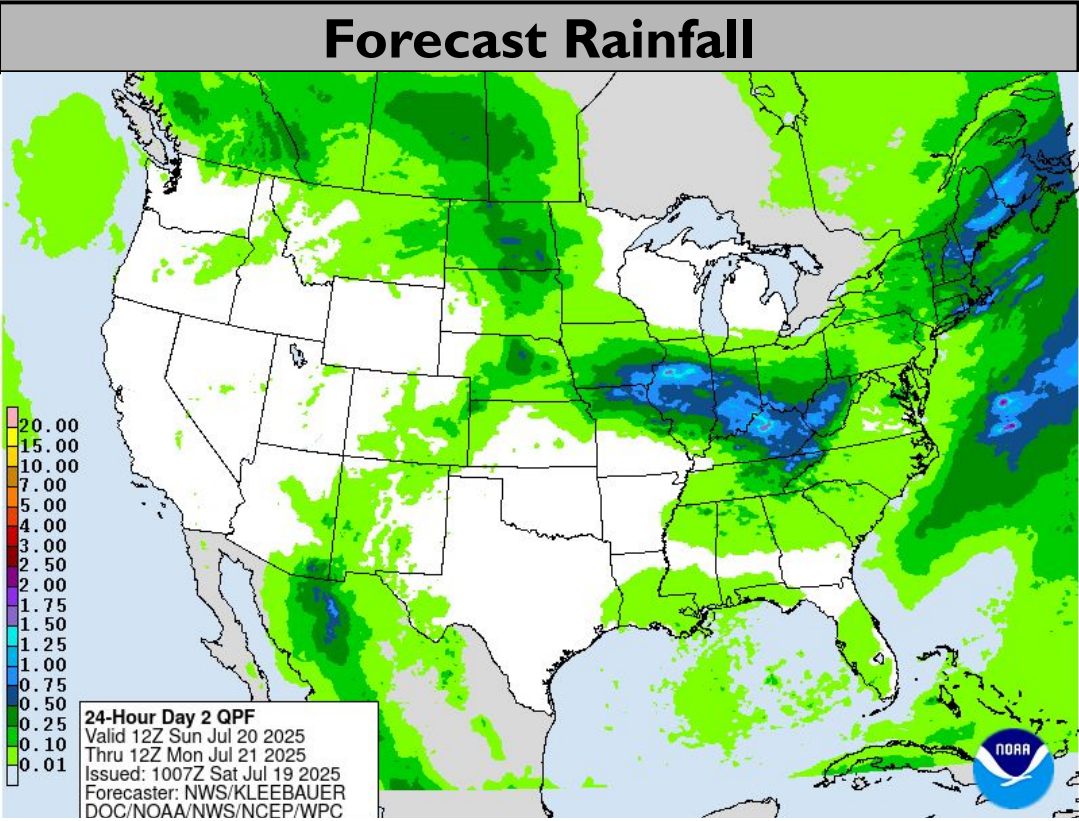 Forecast Rainfall
20.00
15.00
10.00
7.00
5.00
4.00
3.00
2.50
2.00
1.75
1.50
1.25
1.00
0.75
0.50
0.25
0.10
0.01
24-Hour Day 2 QPF
Valid 12Z Sun Jul 20 2025
Thru 12Z Mon Jul 21 2025
Issued: 1007Z Sat Jul 19 2025
Forecaster: NWS/KLEEBAUER
DOC/NOAA/NWS/NCEP/WPC
NOAA